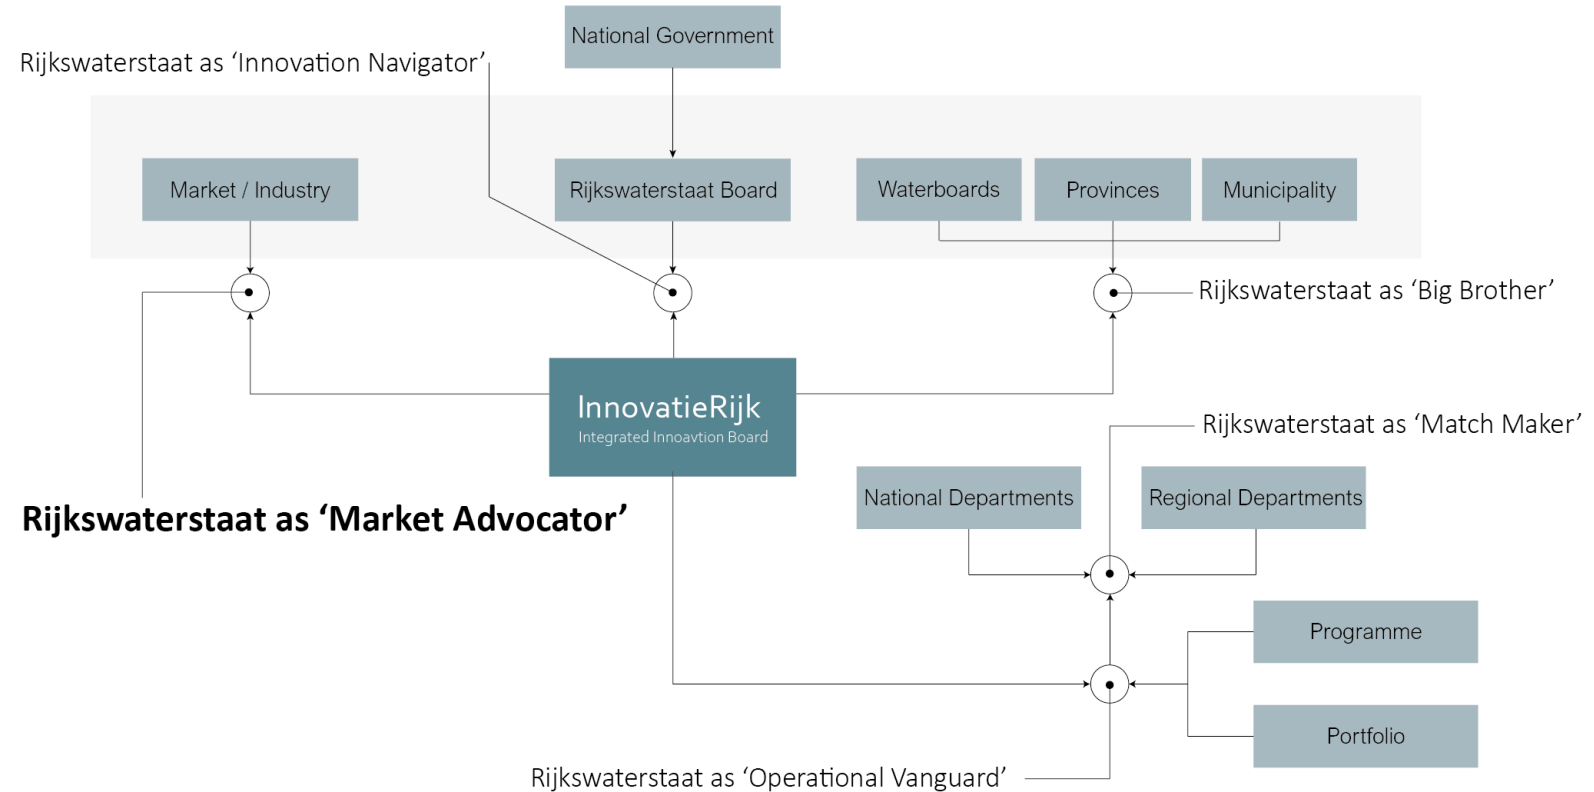 National Government
Rijkswaterstaat as ‘Innovation Navigator’
Market / Industry
Rijkswaterstaat Board
Waterboards
Provinces
Municipality
Rijkswaterstaat as ‘Big Brother’
InnovatieRijk
Integrated Innoavtion Board
Rijkswaterstaat as ‘Match Maker’
National Departments
Regional Departments
Rijkswaterstaat as ‘Market Advocator’
Programme
Portfolio
Rijkswaterstaat as ‘Operational Vanguard’